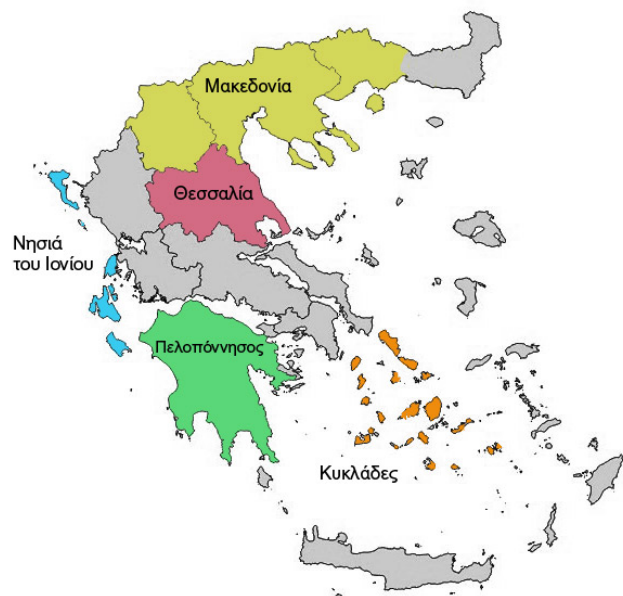 Μακεδονία
Θεσσαλία
Νησιά
του Ιονίου
Πελοπόννησος
Κυκλάδες